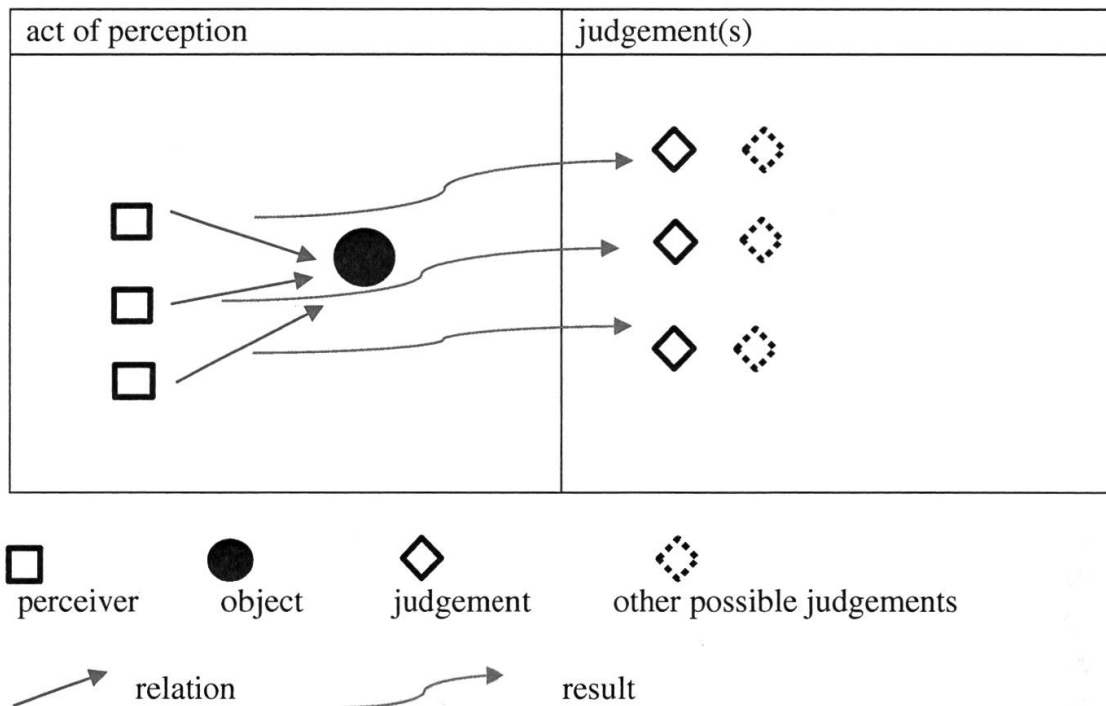 act of perception
judgement(s)
perceiver
object
judgement
other possible judgements
relation
result